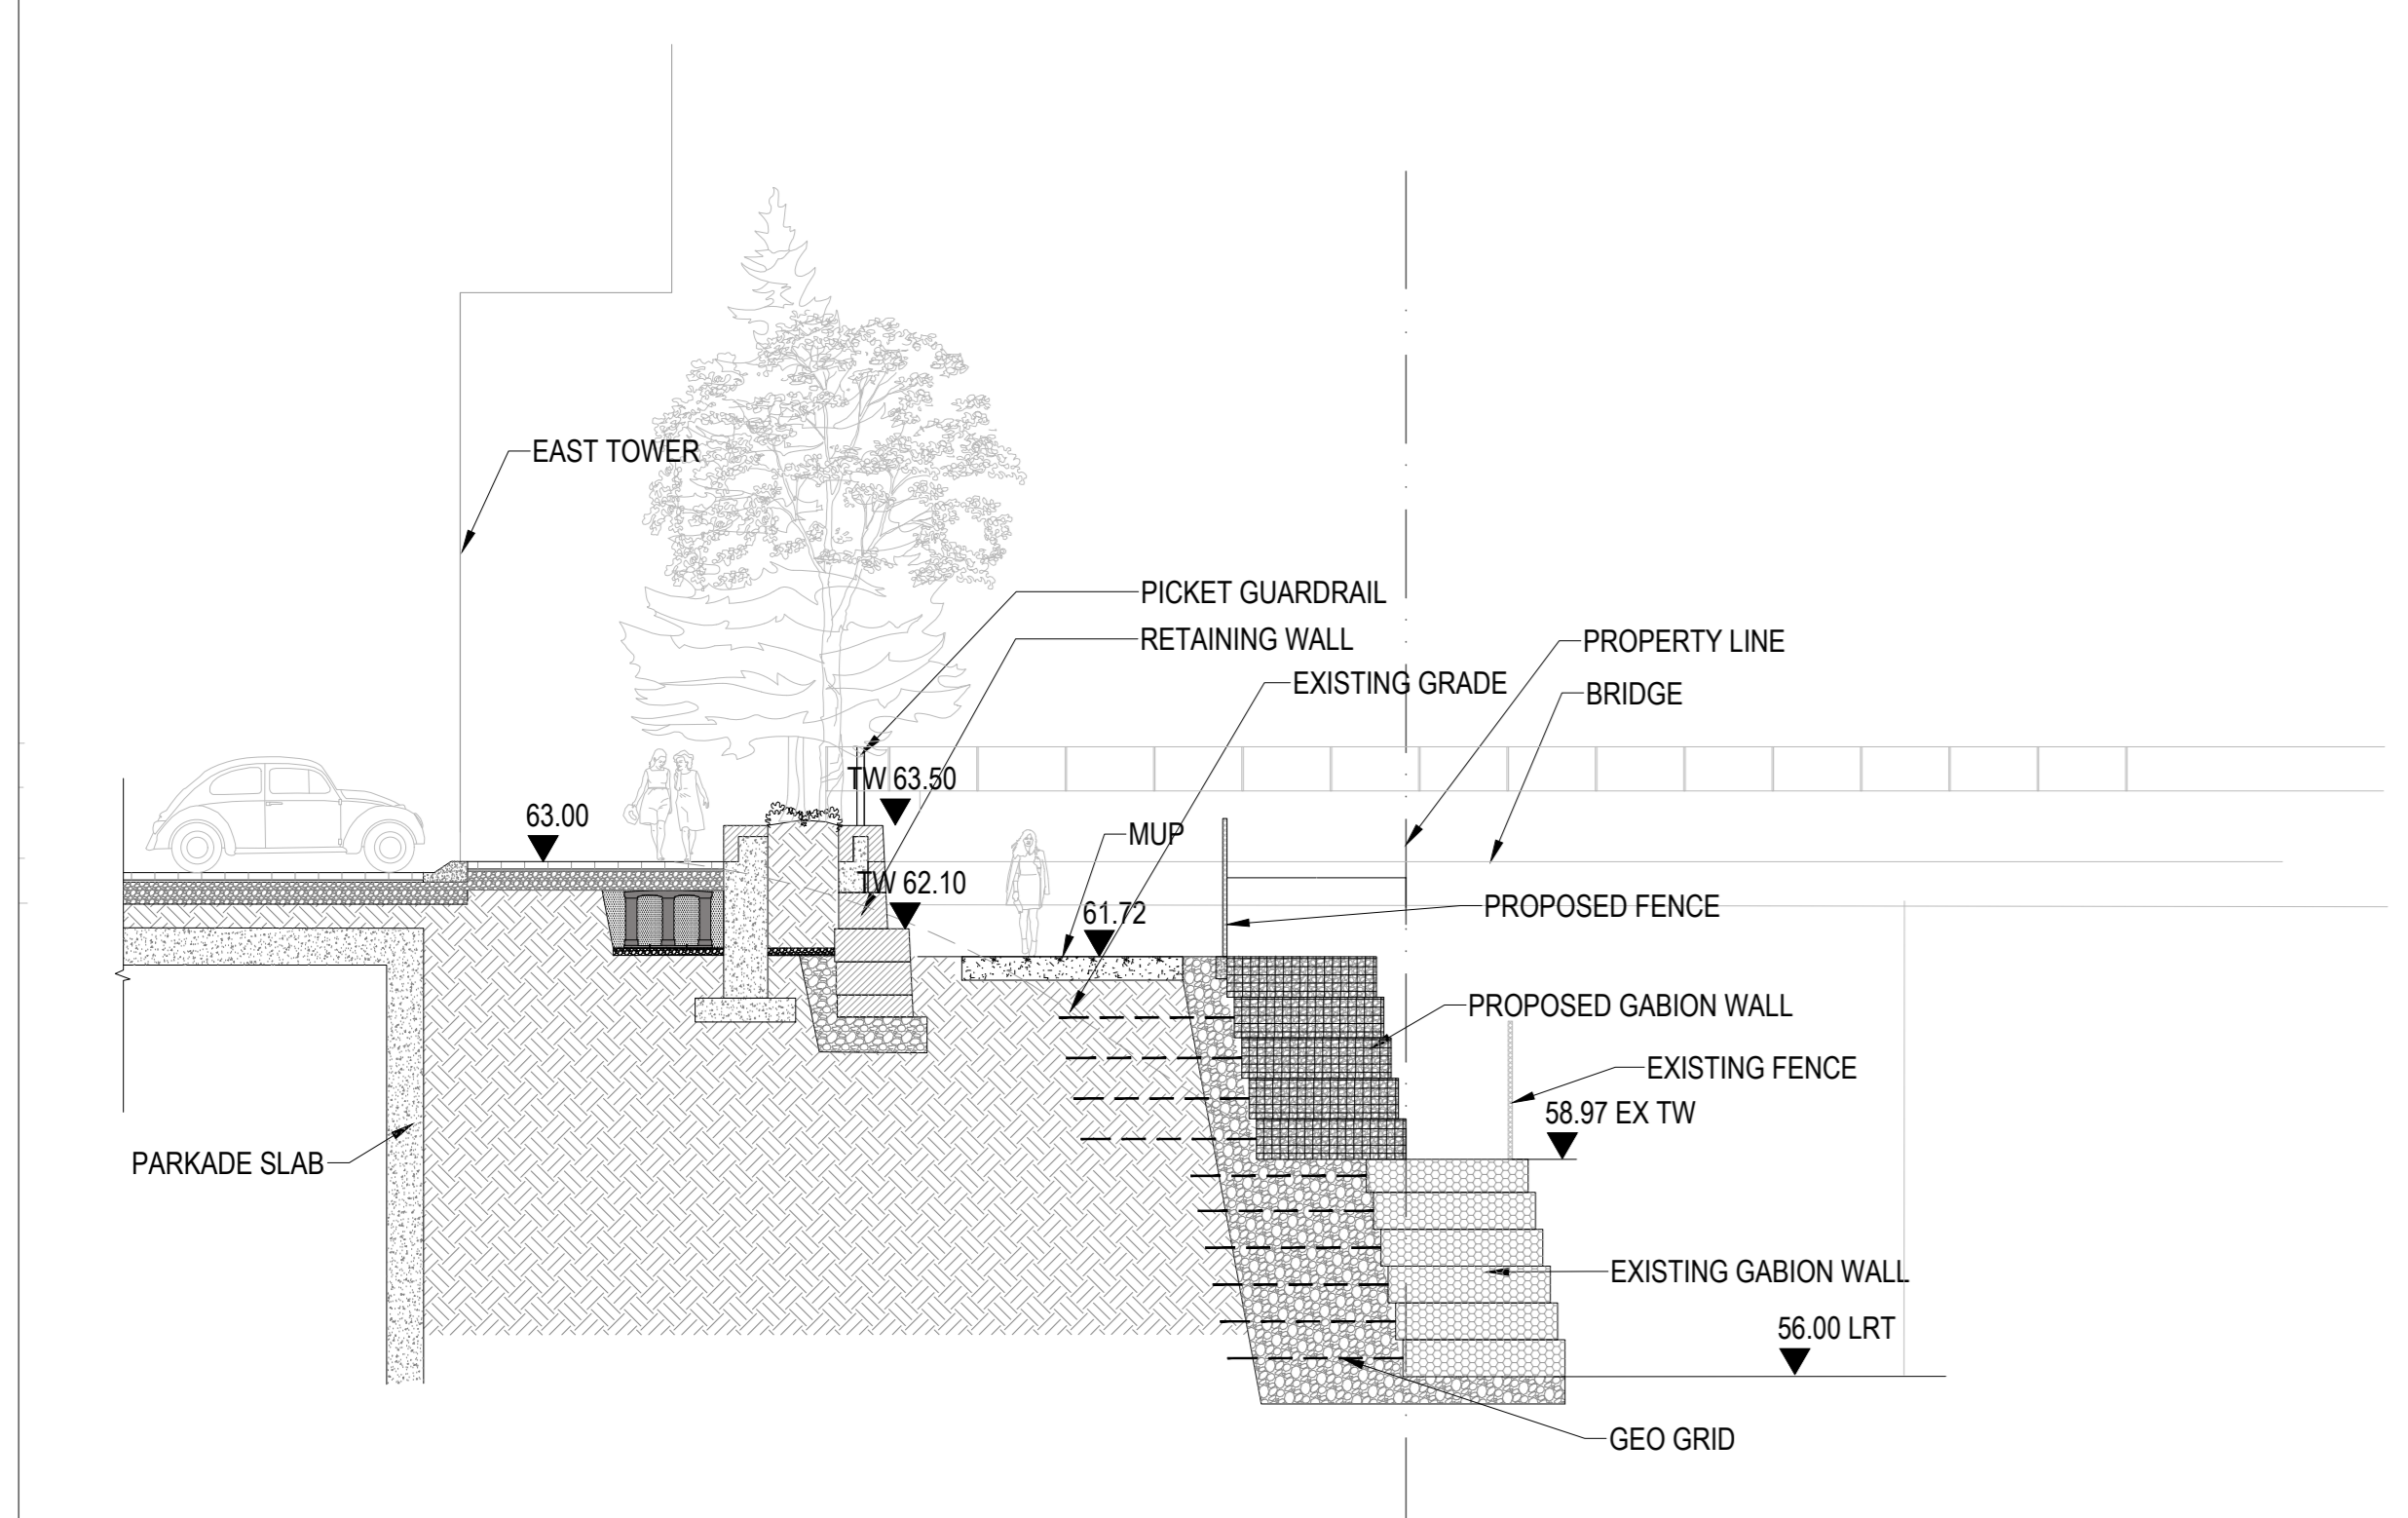 EAST TOWER
PICKET GUARDRAIL
RETAINING WALL
PROPERTY LINE
EXISTING GRADE
BRIDGE
TW 63.50
63.00
MUP
TW 62.10
61.72
PROPOSED FENCE
PROPOSED GABION WALL
EXISTING FENCE
58.97 EX TW
PARKADE SLAB
EXISTING GABION WALL
56.00 LRT
GEO GRID